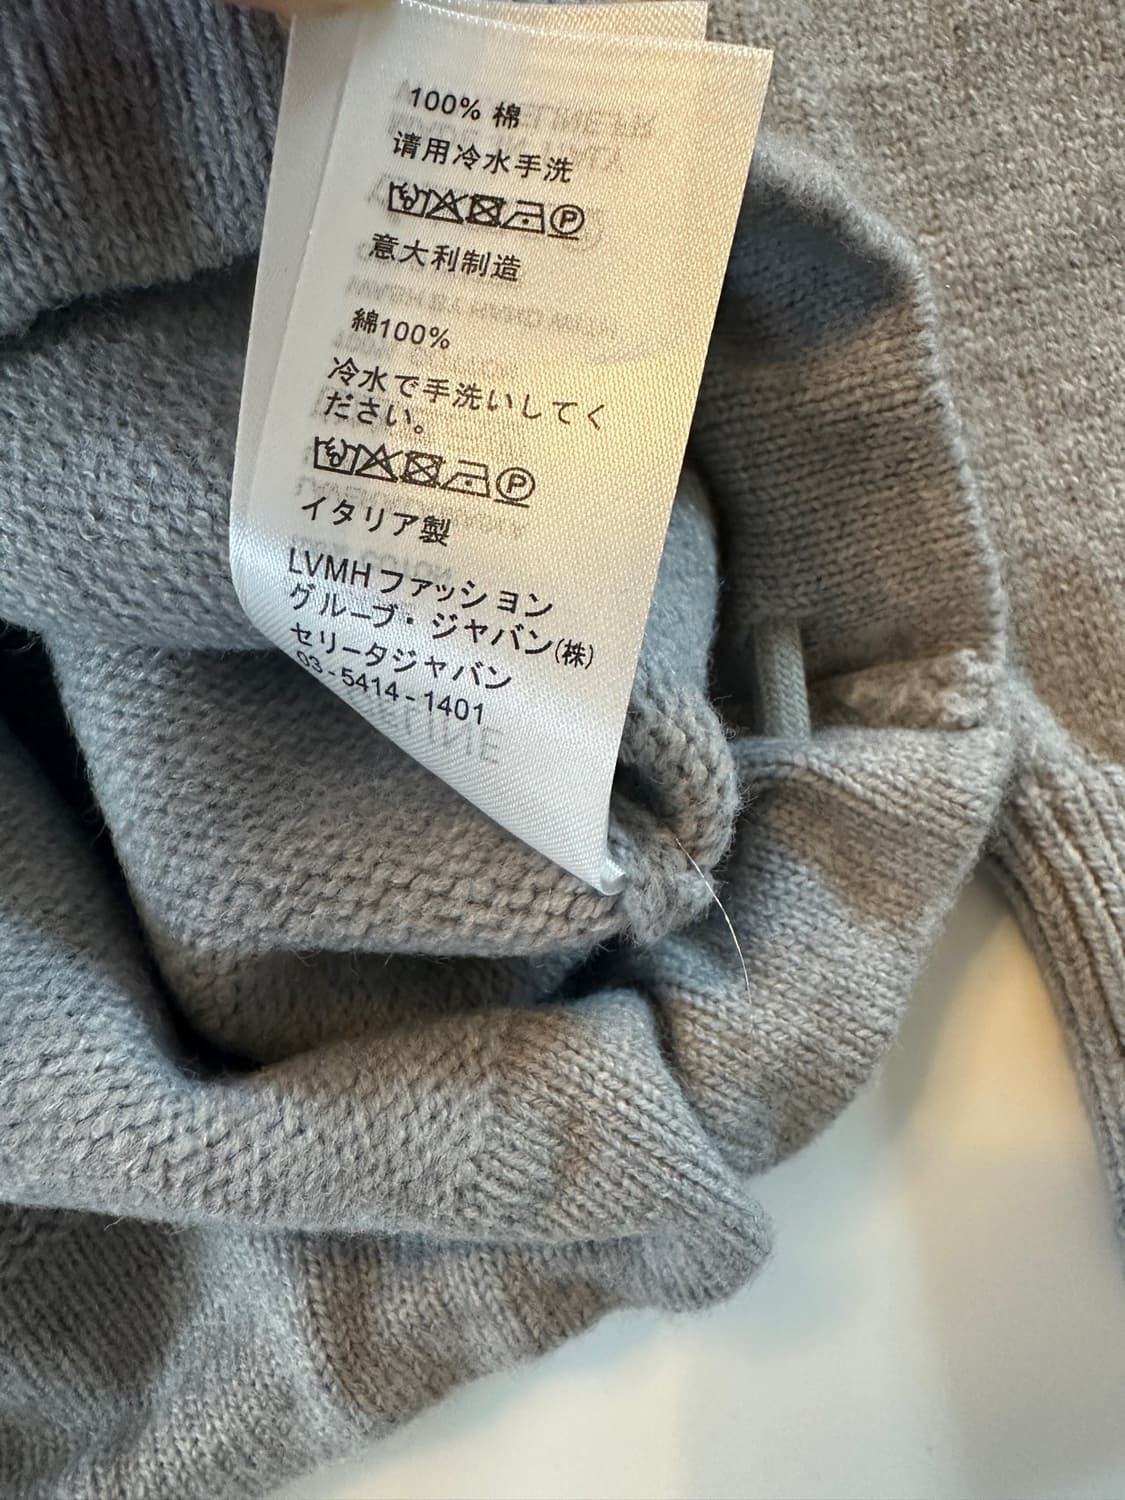 100% 棉
请用冷水手洗
P
意大利制造
綿100%
冷水で手洗いしてく
ださい。
P
イタリア製
LVMHファッション
グループ・ジャパン(株)
セリータジャパン
03-5414-1401